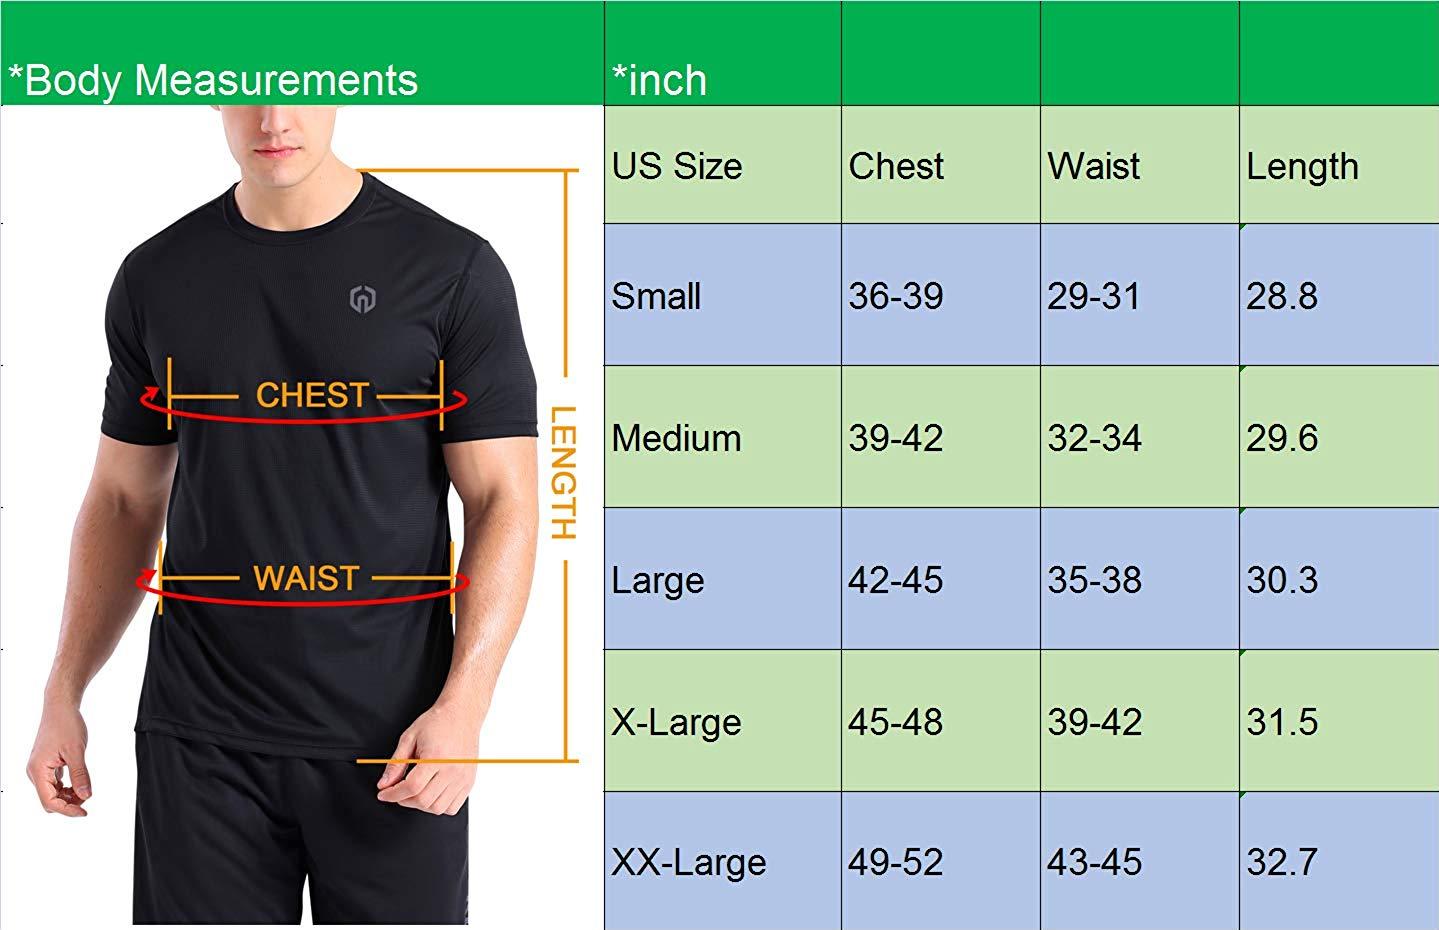 *Body Measurements *inch
US Size Chest Waist Length
Small 36-39 29-31 28.8
Medium 39-42 32-34 29.6
Large 42-45 35-38 30.3
X-Large 45-48 39-42 31.5
XX-Large 49-52 43-45 32.7
CHEST
LENGTH
WAIST